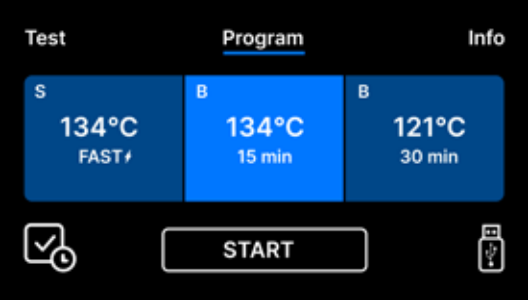 Test Program Info
S B B
134°C 134°C 121°C
FAST 15 min 30 min
START